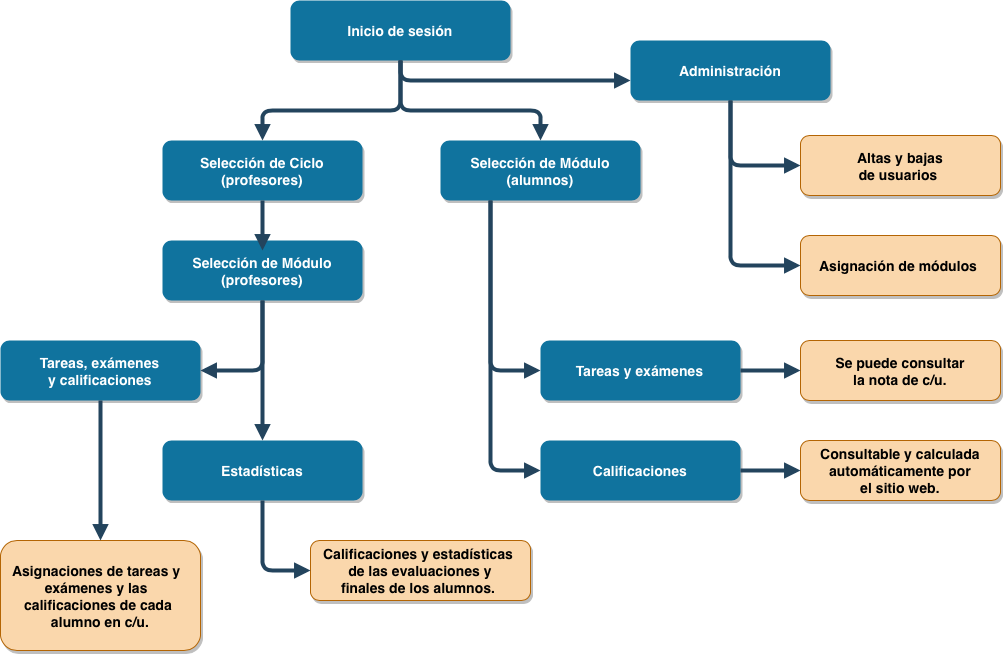 Inicio de sesión
Administración
Selección de Ciclo
(profesores)
Selección de Módulo
(alumnos)
Altas y bajas
de usuarios
Selección de Módulo
(profesores)
Asignación de módulos
Tareas, exámenes
y calificaciones
Tareas y exámenes
Se puede consultar
la nota de c/u.
Estadísticas
Calificaciones
Consultable y calculada
automáticamente por
el sitio web.
Asignaciones de tareas y
exámenes y las
calificaciones de cada
alumno en c/u.
Calificaciones y estadísticas
de las evaluaciones y
finales de los alumnos.